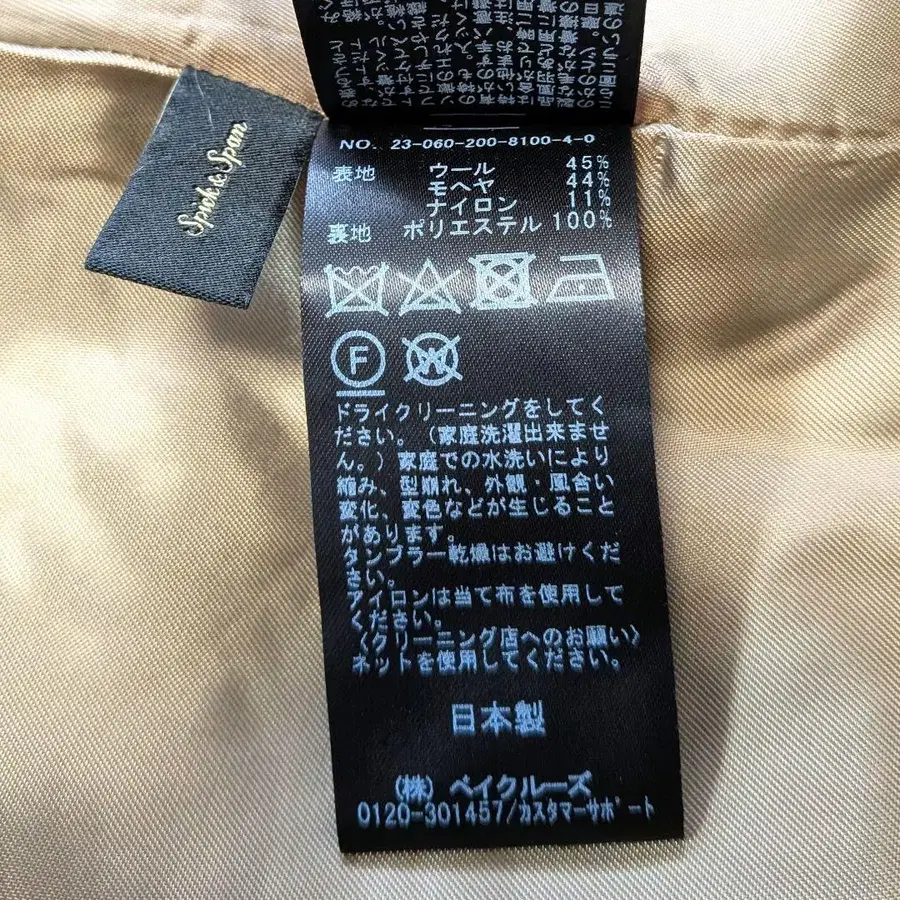 Spick & Span
NO. 23-060-200-8100-4-0
表地 ウール 45%
モヘヤ 44%
ナイロン 11%
裏地 ポリエステル 100%
F
W
ドライクリーニングをしてく
ださい。(家庭洗濯出来ませ
ん。)家庭での水洗いにより
縮み、型崩れ、外観・風合い
変化、変色などが生じること
があります。
タンブラー乾燥はお避けくだ
さい。
アイロンは当て布を使用して
ください。
〈クリーニング店へのお願い〉
ネットを使用してください。
日本製
(株) ベイクルーズ
0120-301457/カスタマーサポート